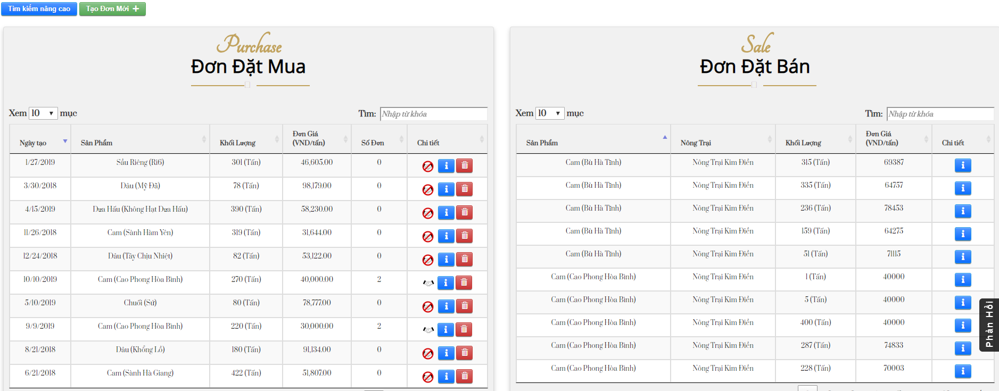 Tìm kiếm nâng cao Tạo Đơn Mới +
Purchase
Đơn Đặt Mua
Xem 10 mục Tìm: Nhập từ khóa
Ngày tạo Sản Phẩm Khối Lượng Đơn Giá (VND/tấn) Số Đơn Chi tiết
1/27/2019 Sầu Riêng (Ri6) 301 (Tấn) 46,605.00 0
3/30/2018 Dâu (Mỹ Đá) 78 (Tấn) 98,179.00 0
4/15/2019 Dưa Hấu (Không Hạt Dưa Hấu) 390 (Tấn) 58,230.00 0
11/26/2018 Cam (Sành Hàm Yên) 319 (Tấn) 31,644.00 0
12/24/2018 Dâu (Tây Chịu Nhiệt) 82 (Tấn) 53,122.00 0
10/10/2019 Cam (Cao Phong Hòa Bình) 270 (Tấn) 40,000.00 2
5/10/2019 Chuối (Sứ) 80 (Tấn) 78,777.00 0
9/9/2019 Cam (Cao Phong Hòa Bình) 220 (Tấn) 30,000.00 2
8/21/2018 Dâu (Khổng Lồ) 180 (Tấn) 91,134.00 0
6/21/2018 Cam (Sành Hà Giang) 422 (Tấn) 51,807.00 0
Sale
Đơn Đặt Bán
Xem 10 mục Tìm: Nhập từ khóa
Sản Phẩm Nông Trại Khối Lượng Đơn Giá (VND/tấn) Chi tiết
Cam (Bù Hà Tĩnh) Nông Trại Kim Điền 315 (Tấn) 69387
Cam (Bù Hà Tĩnh) Nông Trại Kim Điền 335 (Tấn) 64757
Cam (Bù Hà Tĩnh) Nông Trại Kim Điền 236 (Tấn) 78453
Cam (Bù Hà Tĩnh) Nông Trại Kim Điền 159 (Tấn) 64275
Cam (Bù Hà Tĩnh) Nông Trại Kim Điền 51 (Tấn) 71115
Cam (Cao Phong Hòa Bình) Nông Trại Kim Điền 1 (Tấn) 40000
Cam (Cao Phong Hòa Bình) Nông Trại Kim Điền 5 (Tấn) 40000
Cam (Cao Phong Hòa Bình) Nông Trại Kim Điền 400 (Tấn) 40000
Cam (Cao Phong Hòa Bình) Nông Trại Kim Điền 287 (Tấn) 74833
Cam (Cao Phong Hòa Bình) Nông Trại Kim Điền 228 (Tấn) 70003
Phản Hồi